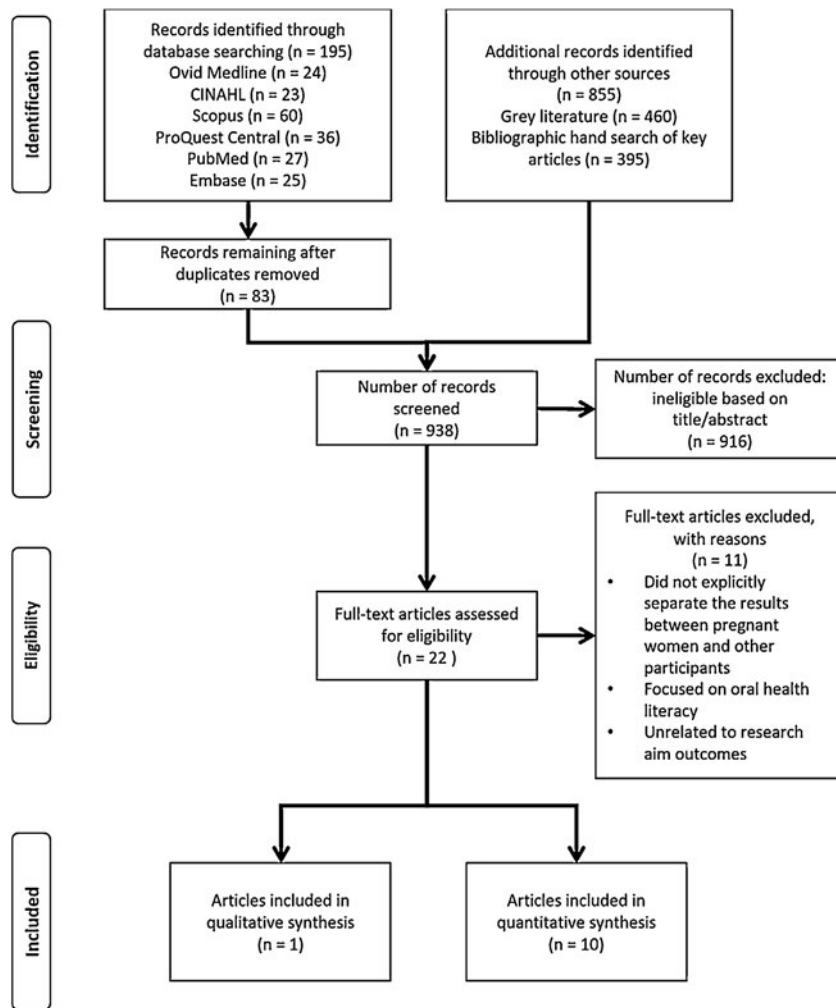 Identification
Records identified through
database searching (n = 195)
Ovid Medline (n = 24)
CINAHL (n = 23)
Scopus (n = 60)
ProQuest Central (n = 36)
PubMed (n = 27)
Embase (n = 25)
Additional records identified
through other sources
(n = 855)
Grey literature (n = 460)
Bibliographic hand search of key
articles (n = 395)
Records remaining after
duplicates removed
(n = 83)
Screening
Number of records
screened
(n = 938)
Number of records excluded:
ineligible based on
title/abstract
(n = 916)
Eligibility
Full-text articles assessed
for eligibility
(n = 22 )
Full-text articles excluded,
with reasons
(n = 11)
• Did not explicitly
separate the results
between pregnant
women and other
participants
• Focused on oral health
literacy
• Unrelated to research
aim outcomes
Included
Articles included in
qualitative synthesis
(n = 1)
Articles included in
quantitative synthesis
(n = 10)